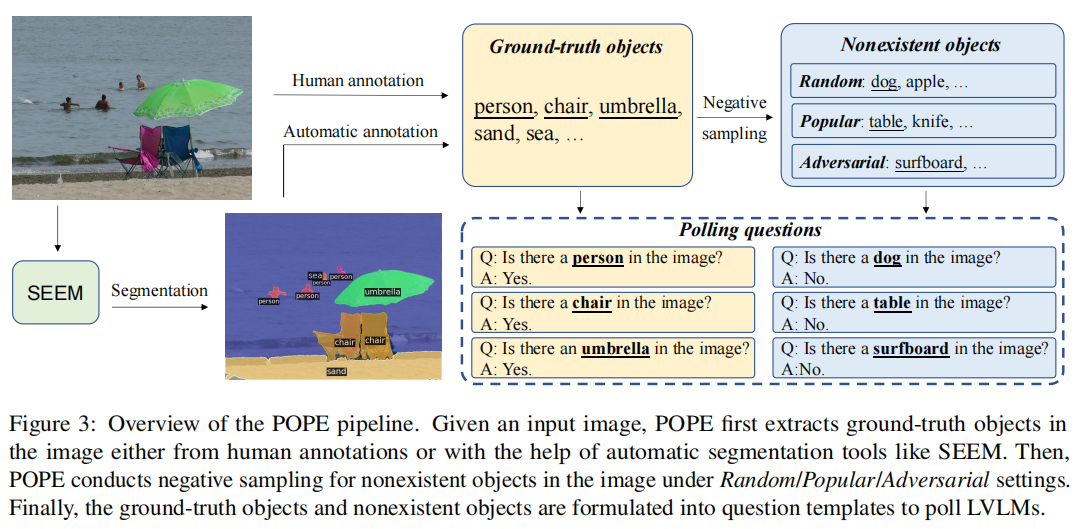 Ground-truth objects
person, chair, umbrella,
sand, sea, …
Nonexistent objects
Random: dog, apple, …
Popular: table, knife, …
Adversarial: surfboard, …
Human annotation
Automatic annotation
Negative
sampling
SEEM
Segmentation
sea
person
person
person
person
umbrella
chair
chair
sand
Polling questions
Q: Is there a person in the image?
A: Yes.
Q: Is there a chair in the image?
A: Yes.
Q: Is there an umbrella in the image?
A: Yes.
Q: Is there a dog in the image?
A: No.
Q: Is there a table in the image?
A: No.
Q: Is there a surfboard in the image?
A:No.
Figure 3: Overview of the POPE pipeline. Given an input image, POPE first extracts ground-truth objects in
the image either from human annotations or with the help of automatic segmentation tools like SEEM. Then,
POPE conducts negative sampling for nonexistent objects in the image under Random/Popular/Adversarial settings.
Finally, the ground-truth objects and nonexistent objects are formulated into question templates to poll LVLMs.